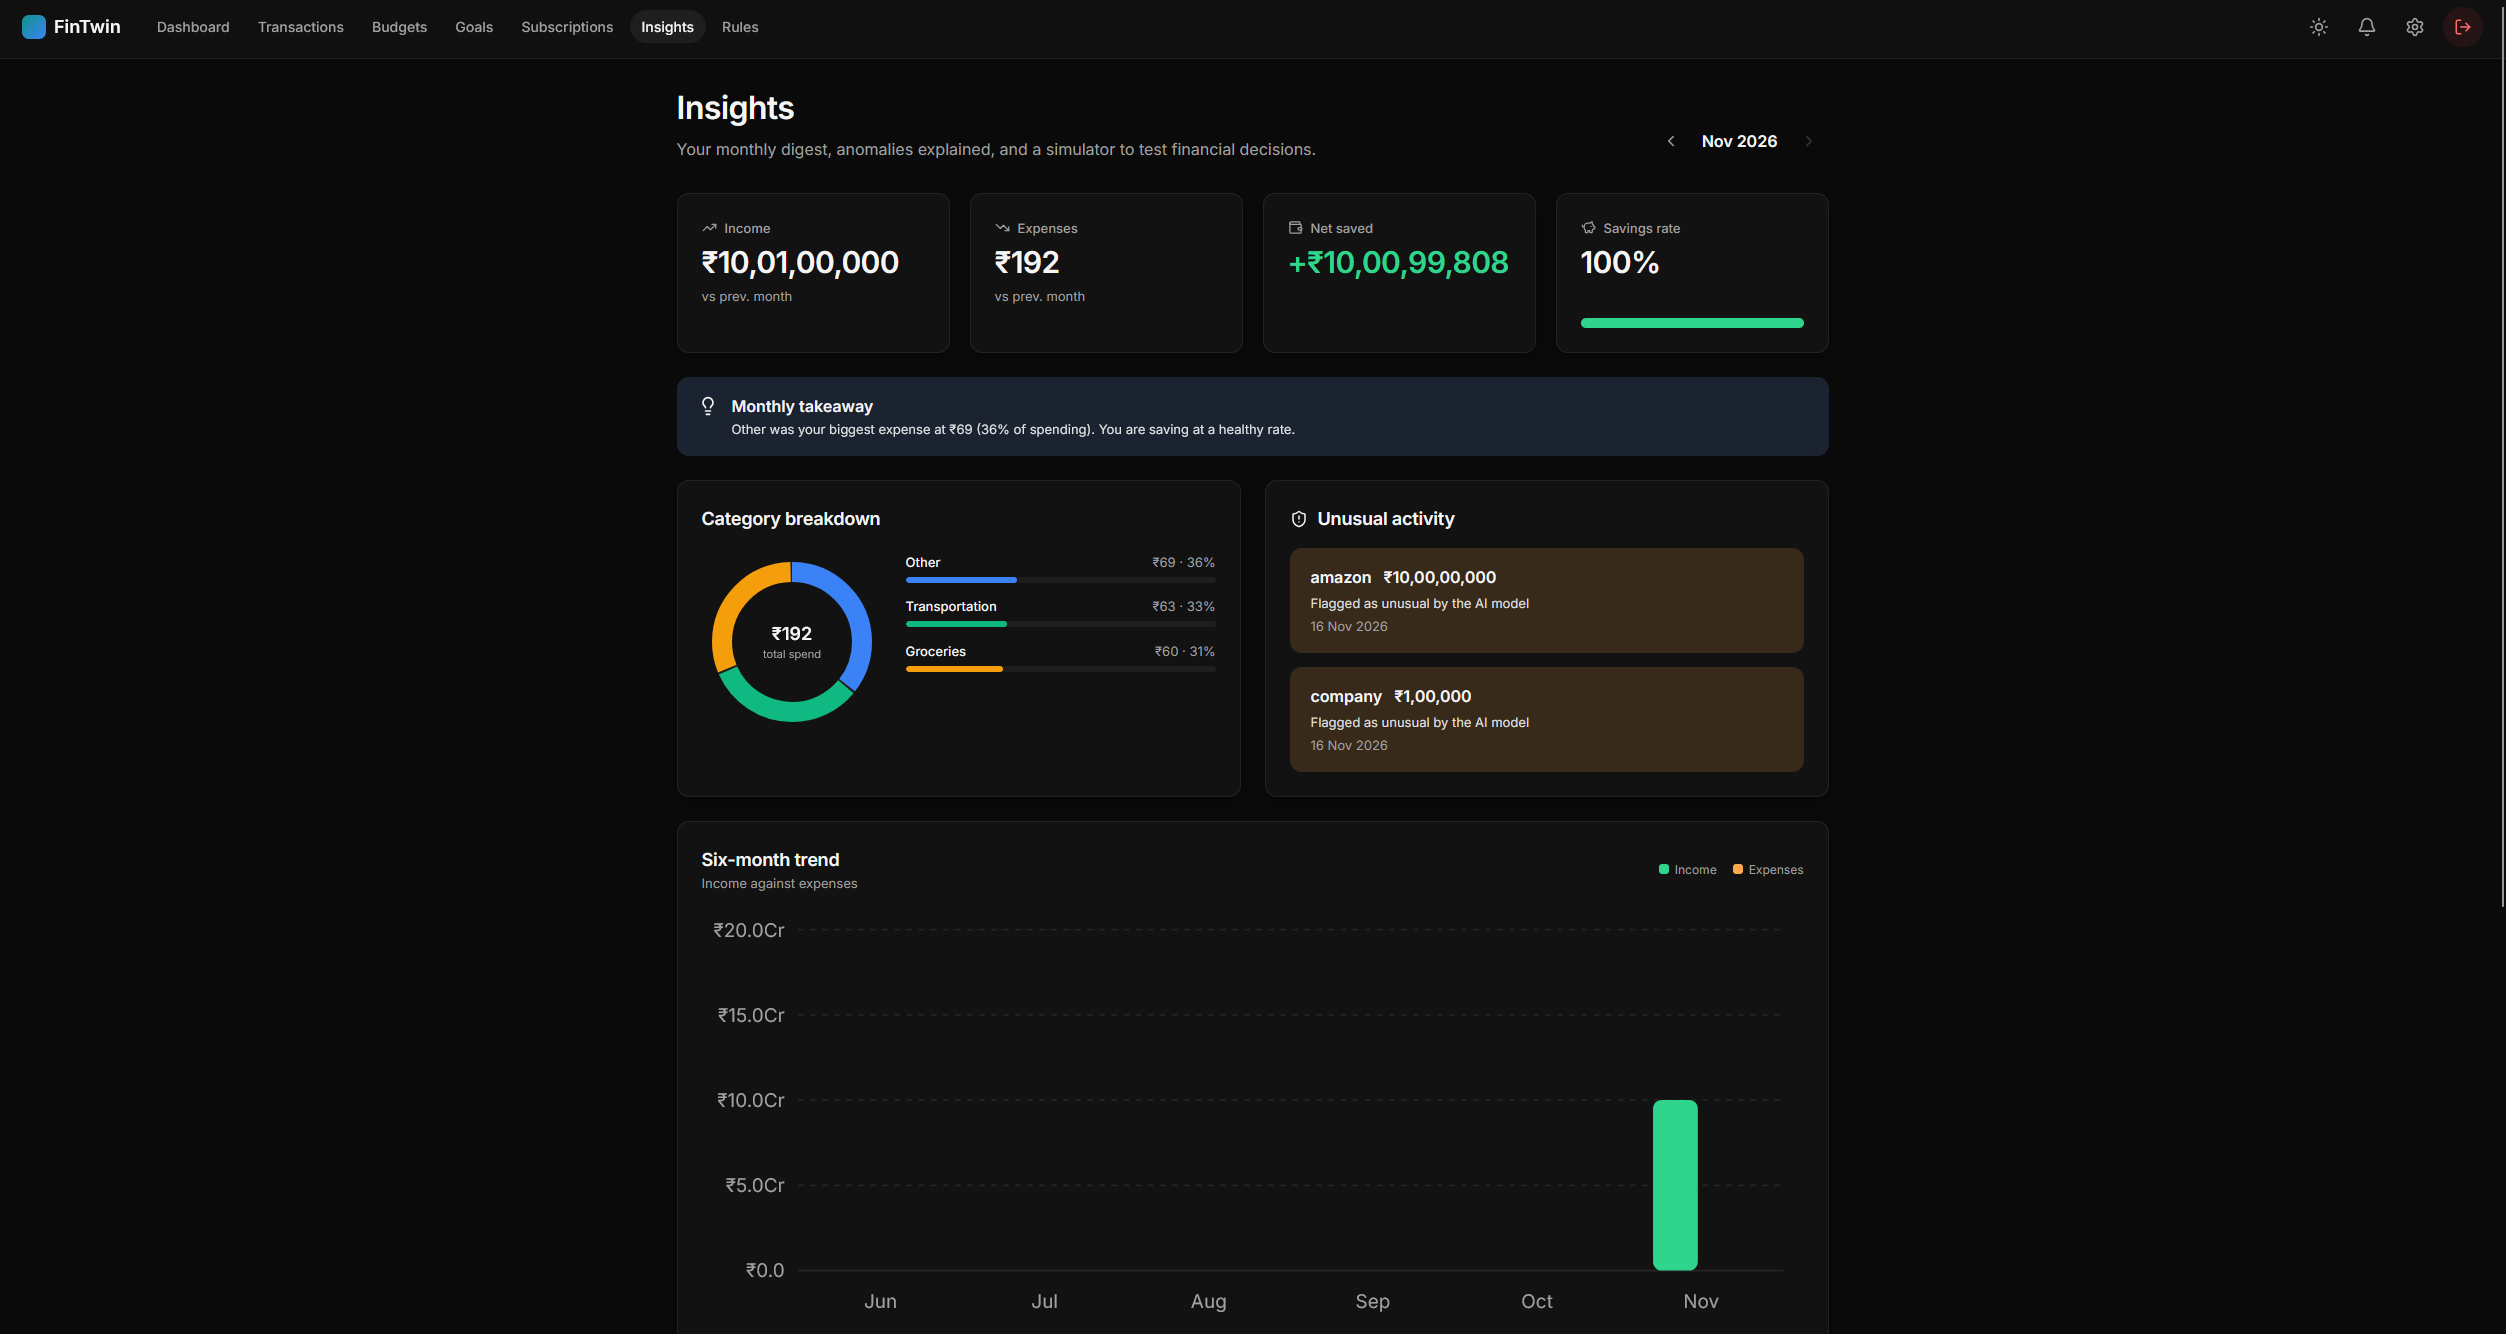 FinTwin
Dashboard
Transactions
Budgets
Goals
Subscriptions
Insights
Rules
Insights
Your monthly digest, anomalies explained, and a simulator to test financial decisions.
Nov 2026
Income
₹10,01,00,000
vs prev. month
Expenses
₹192
vs prev. month
Net saved
+₹10,00,99,808
Savings rate
100%
Monthly takeaway
Other was your biggest expense at ₹69 (36% of spending). You are saving at a healthy rate.
Category breakdown
₹192
total spend
Other ₹69 · 36%
Transportation ₹63 · 33%
Groceries ₹60 · 31%
Unusual activity
amazon ₹10,00,00,000
Flagged as unusual by the AI model
16 Nov 2026
company ₹1,00,000
Flagged as unusual by the AI model
16 Nov 2026
Six-month trend
Income against expenses
Income Expenses
₹20.0Cr
₹15.0Cr
₹10.0Cr
₹5.0Cr
₹0.0
Jun Jul Aug Sep Oct Nov